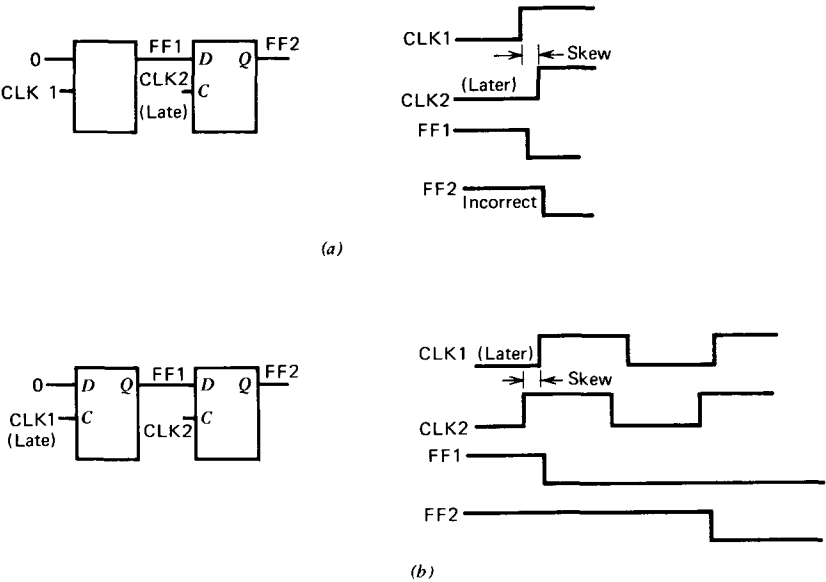 FF1
FF2
0
D Q
CLK 1
CLK2
C
(Late)
CLK1
Skew
(Later)
CLK2
FF1
FF2
Incorrect
(a)
0
D Q
FF1
D Q
FF2
CLK1
C
(Late)
CLK2
C
CLK1 (Later)
Skew
CLK2
FF1
FF2
(b)